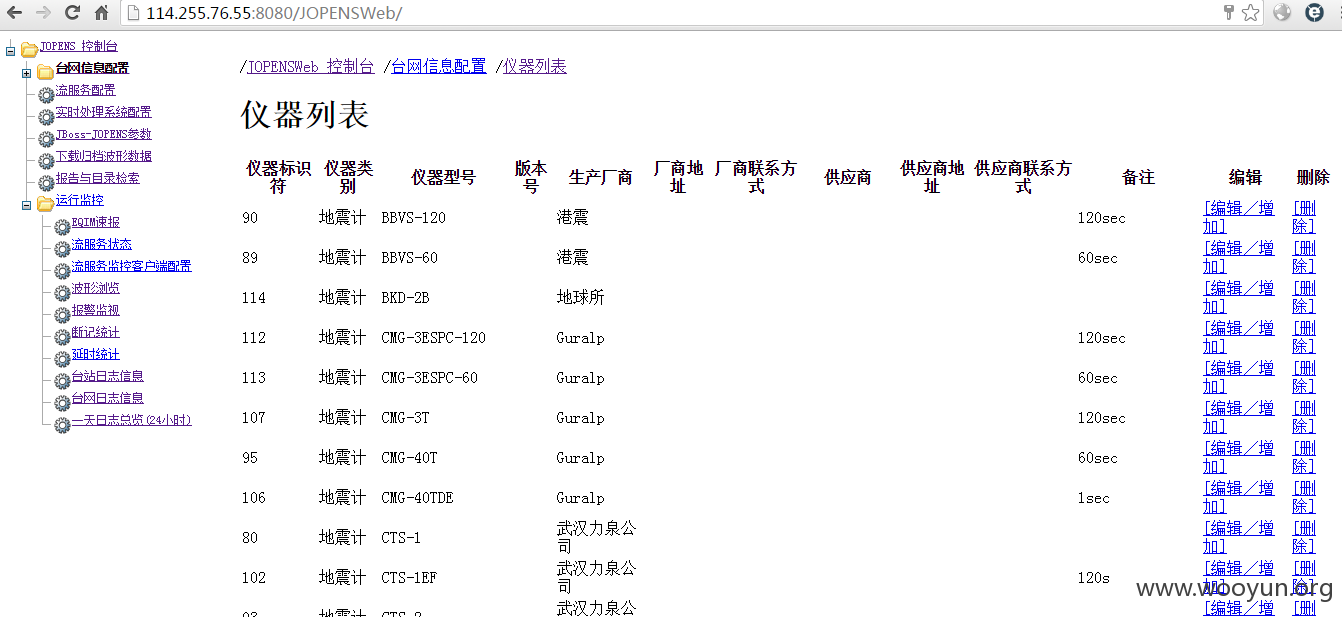 114.255.76.55:8080/JOPENSWeb/
JOPENS 控制台
台网信息配置
流服务配置
实时处理系统配置
JBoss-JOPENS参数
下载归档波形数据
报告与目录检索
运行监控
EQIM速报
流服务状态
流服务监控客户端配置
波形浏览
报警监视
断记统计
延时统计
台站日志信息
台网日志信息
一天日志总览(24小时)
/JOPENSWeb 控制台 /台网信息配置 /仪器列表
仪器列表
仪器标识符 仪器类别 仪器型号 版本号 生产厂商 厂商地址 厂商联系方式 供应商 供应商地址 供应商联系方式 备注 编辑 删除
90 地震计 BBVS-120 港震 120sec [编辑／增加] [删除]
89 地震计 BBVS-60 港震 60sec [编辑／增加] [删除]
114 地震计 BKD-2B 地球所 [编辑／增加] [删除]
112 地震计 CMG-3ESPC-120 Guralp 120sec [编辑／增加] [删除]
113 地震计 CMG-3ESPC-60 Guralp 60sec [编辑／增加] [删除]
107 地震计 CMG-3T Guralp 120sec [编辑／增加] [删除]
95 地震计 CMG-40T Guralp 60sec [编辑／增加] [删除]
106 地震计 CMG-40TDE Guralp 1sec [编辑／增加] [删除]
80 地震计 CTS-1 武汉力泉公司 [编辑／增加] [删除]
102 地震计 CTS-1EF 武汉力泉公司 120s [编辑／增加] [删除]
地震计 武汉力泉公 [编辑／增 [删
www.wooyun.org